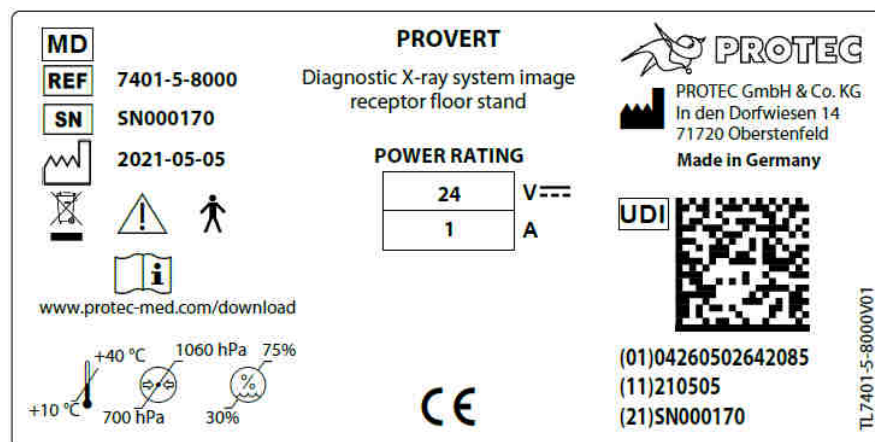 MD
REF 7401-5-8000
SN SN000170
2021-05-05
i
www.protec-med.com/download
+40 °C
+10 °C
1060 hPa
700 hPa
75%
%
30%
PROVERT
Diagnostic X-ray system image
receptor floor stand
POWER RATING
24 V
1 A
CE
PROTEC
PROTEC GmbH & Co. KG
In den Dorfwiesen 14
71720 Oberstenfeld
Made in Germany
UDI
(01)04260502642085
(11)210505
(21)SN000170
TL7401-5-8000V01